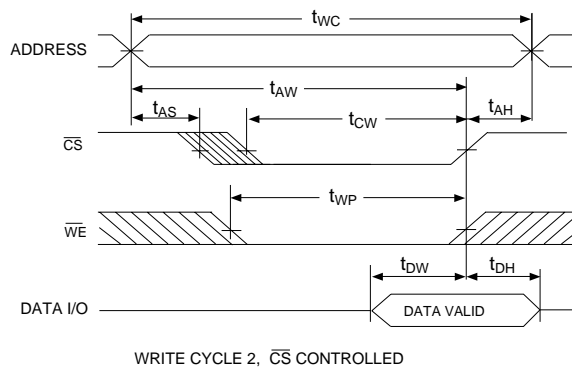 tWC
ADDRESS
tAW
tAS
tCW
tAH
CS
tWP
WE
tDW
tDH
DATA I/O
DATA VALID
WRITE CYCLE 2, CS CONTROLLED